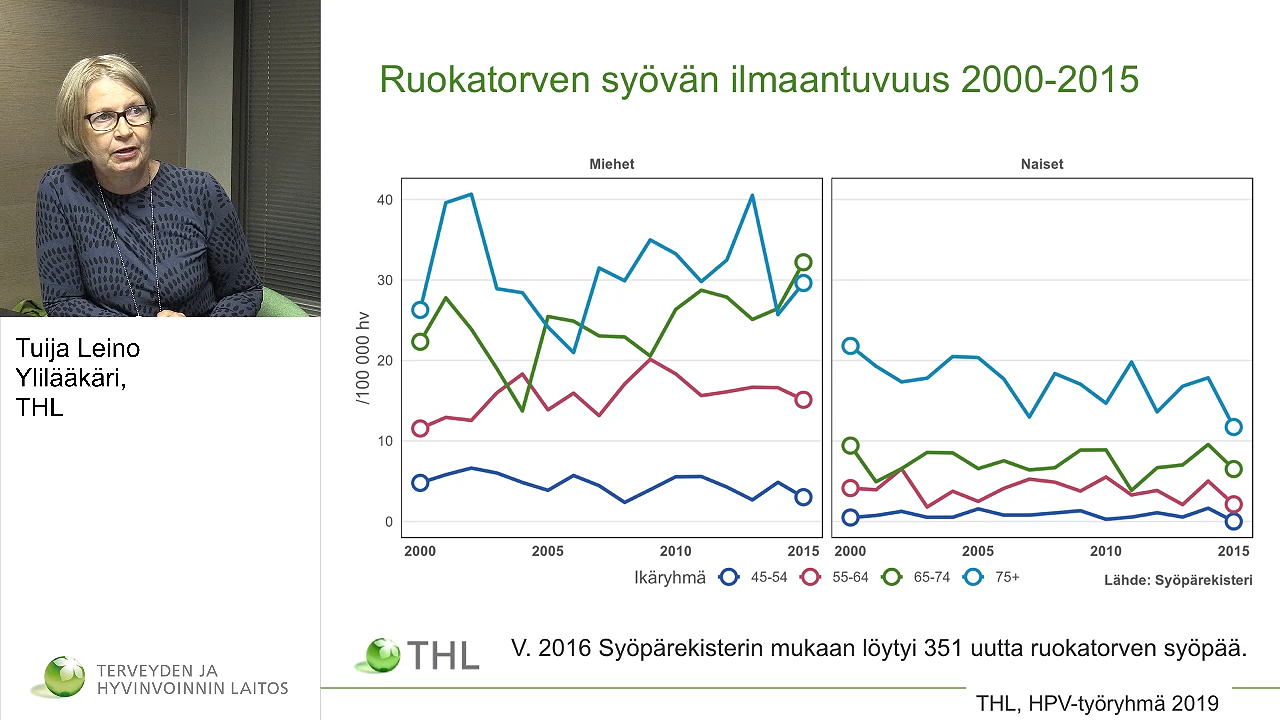 Ruokatorven syövän ilmaantuvuus 2000-2015
Miehet
Naiset
/100 000 hv
40
30
20
10
0
2000 2005 2010 2015
2000 2005 2010 2015
Ikäryhmä 45-54 55-64 65-74 75+
Lähde: Syöpärekisteri
Tuija Leino
Ylilääkäri,
THL
TERVEYDEN JA
HYVINVOINNIN LAITOS
THL
V. 2016 Syöpärekisterin mukaan löytyi 351 uutta ruokatorven syöpää.
THL, HPV-työryhmä 2019